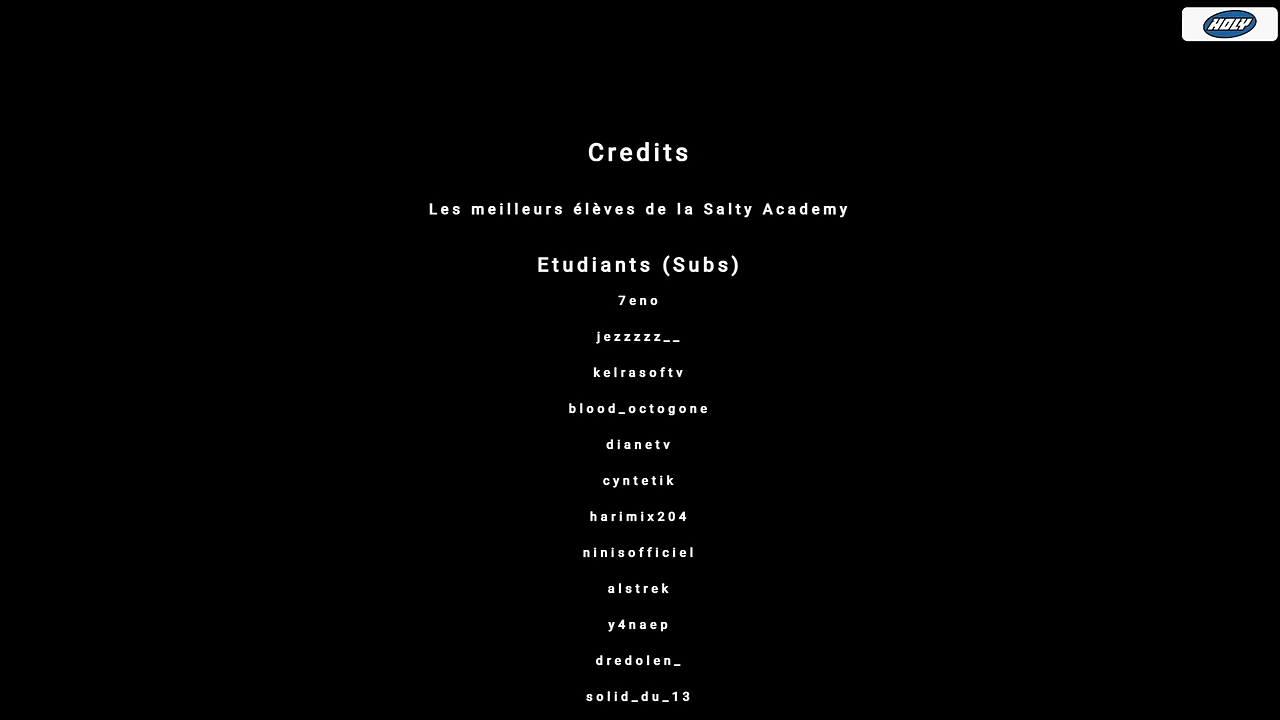 HOLY
Credits
Les meilleurs élèves de la Salty Academy
Etudiants (Subs)
7eno
jezzzzz__
kelrasoftv
blood_octogone
dianetv
cyntetik
harimix204
ninisofficiel
alstrek
y4naep
dredolen_
solid_du_13